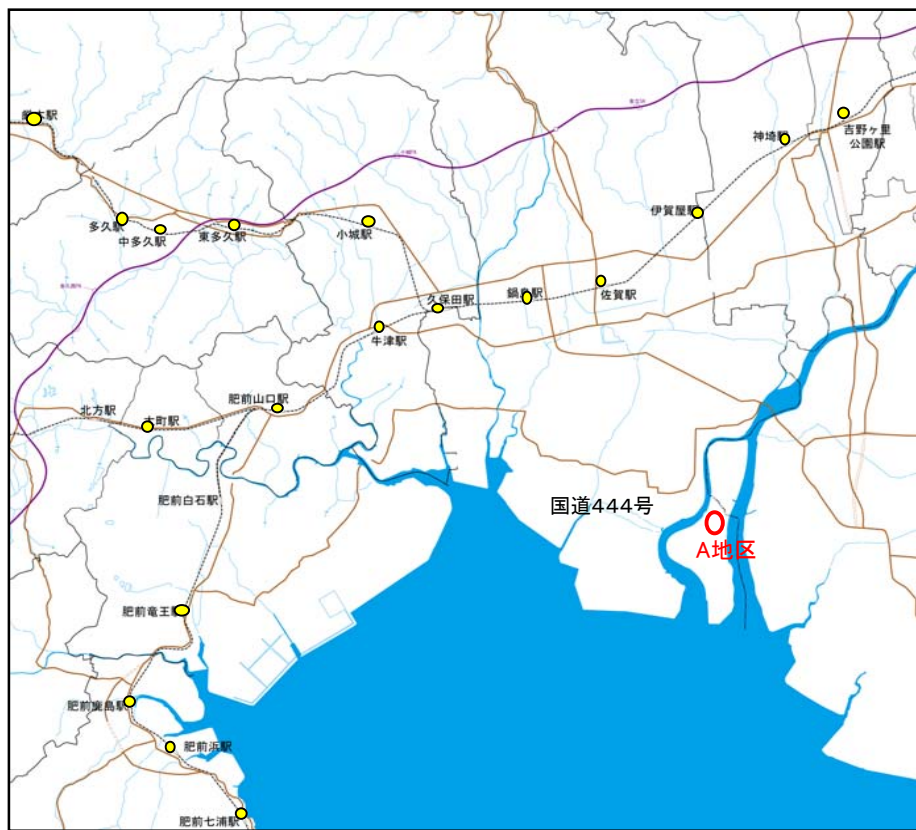 吉野ヶ里
公園駅
神埼駅
伊賀屋駅
多久駅
中多久駅
東多久駅
小城駅
佐賀駅
鍋島駅
久保田駅
牛津駅
肥前山口駅
北方駅
大町駅
肥前白石駅
国道444号
A地区
肥前竜王駅
肥前鹿島駅
肥前浜駅
肥前七浦駅